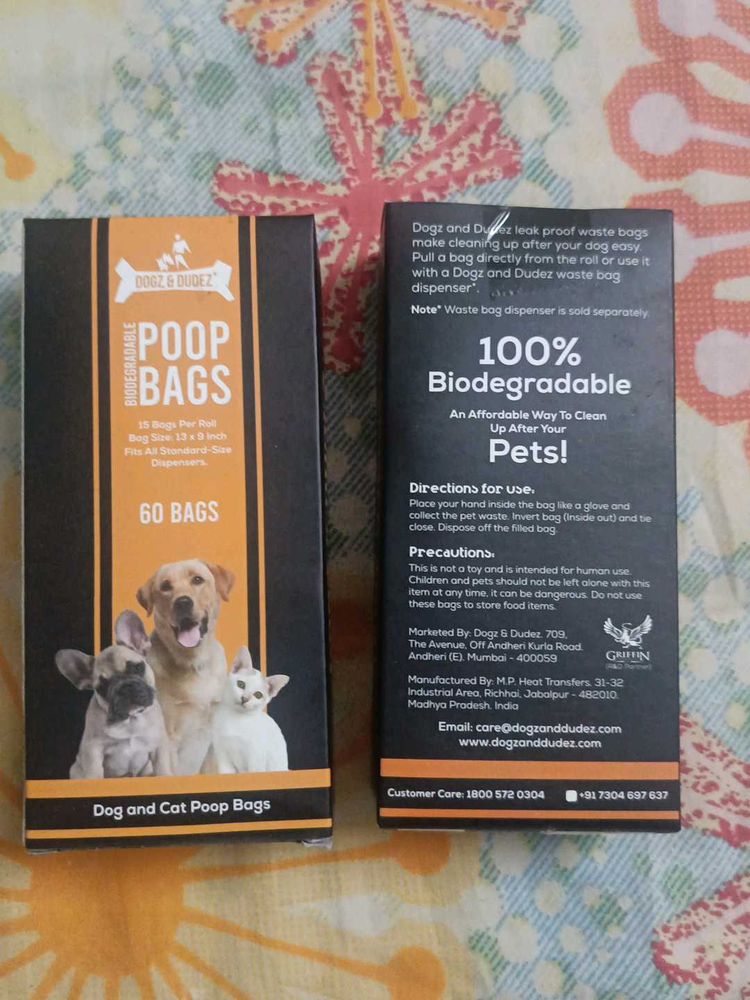 DOGZ & DUDEZ
BIODEGRADABLE
POOP
BAGS
15 Bags Per Roll
Bag Size: 13 x 9 Inch
Fits All Standard-Size
Dispensers.
60 BAGS
Dog and Cat Poop Bags
Dogz and Dudez leak proof waste bags
make cleaning up after your dog easy.
Pull a bag directly from the roll or use it
with a Dogz and Dudez waste bag
dispenser*.
Note* Waste bag dispenser is sold separately.
100%
Biodegradable
An Affordable Way To Clean
Up After Your
Pets!
Directions for use:
Place your hand inside the bag like a glove and
collect the pet waste. Invert bag (Inside out) and tie
close. Dispose off the filled bag.
Precautions:
This is not a toy and is intended for human use.
Children and pets should not be left alone with this
item at any time, it can be dangerous. Do not use
these bags to store food items.
Marketed By: Dogz & Dudez. 709,
The Avenue, Off Andheri Kurla Road.
Andheri (E). Mumbai - 400059
GRIFFIN
(R&D Partner)
Manufactured By: M.P. Heat Transfers. 31-32
Industrial Area, Richhai, Jabalpur - 482010.
Madhya Pradesh. India
Email: care@dogzanddudez.com
www.dogzanddudez.com
Customer Care: 1800 572 0304
+91 7304 697 637